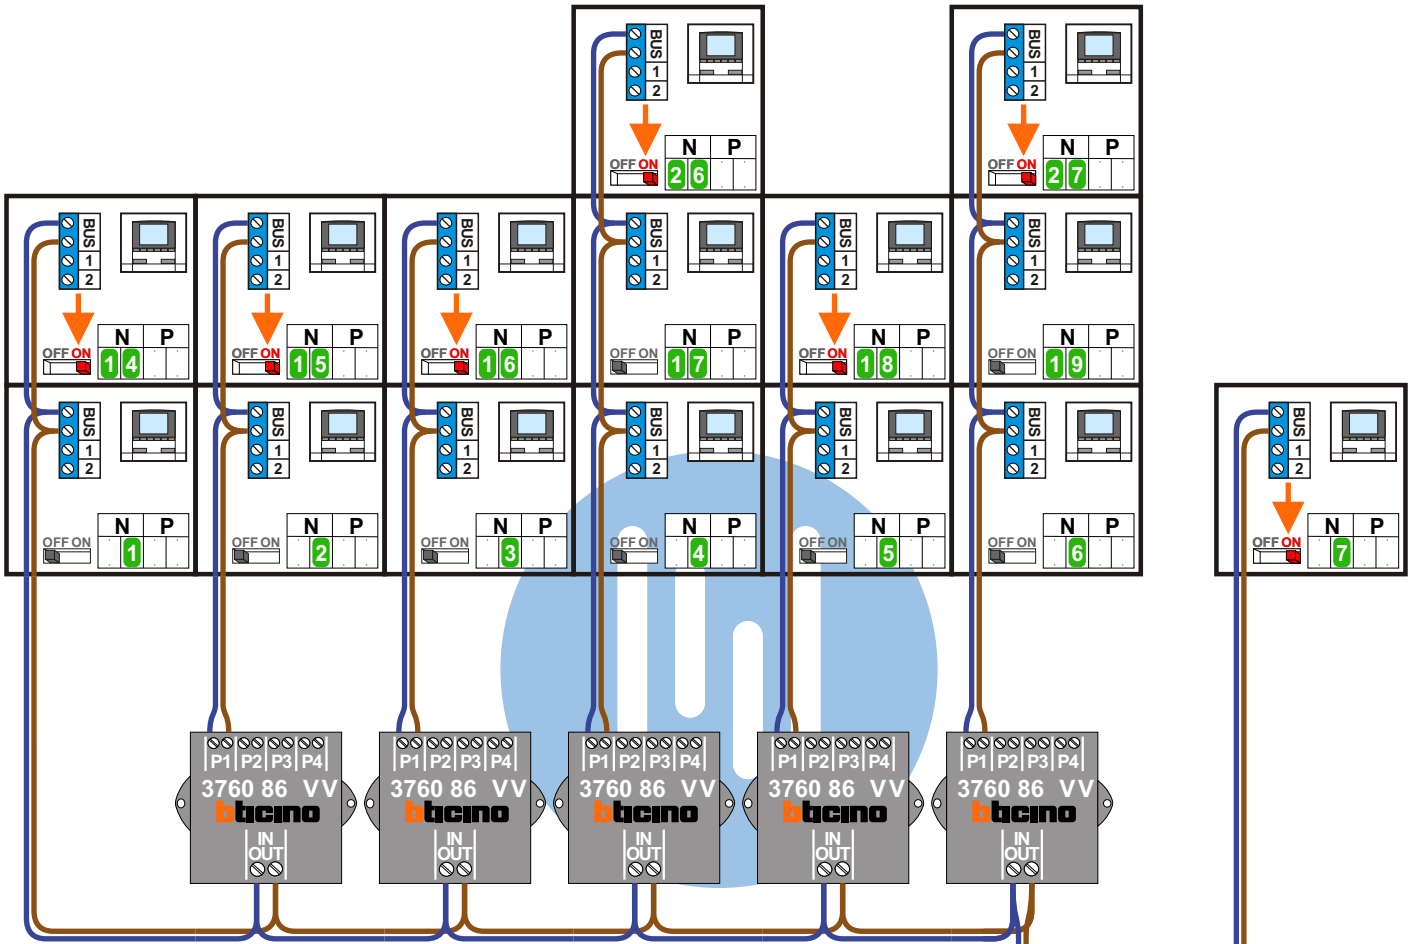 BUS 1 2
BUS 1 2
N P
N P
OFF ON 2 6
OFF ON 2 7
BUS 1 2
BUS 1 2
BUS 1 2
BUS 1 2
BUS 1 2
BUS 1 2
N P
N P
N P
N P
N P
N P
OFF ON 1 4
OFF ON 1 5
OFF ON 1 6
OFF ON 1 7
OFF ON 1 8
OFF ON 1 9
BUS 1 2
BUS 1 2
BUS 1 2
BUS 1 2
BUS 1 2
BUS 1 2
BUS 1 2
N P
N P
N P
N P
N P
N P
N P
OFF ON 1
OFF ON 2
OFF ON 3
OFF ON 4
OFF ON 5
OFF ON 6
OFF ON 7
P1 P2 P3 P4
3760 86 VV
bticino
IN
OUT
P1 P2 P3 P4
3760 86 VV
bticino
IN
OUT
P1 P2 P3 P4
3760 86 VV
bticino
IN
OUT
P1 P2 P3 P4
3760 86 VV
bticino
IN
OUT
P1 P2 P3 P4
3760 86 VV
bticino
IN
OUT